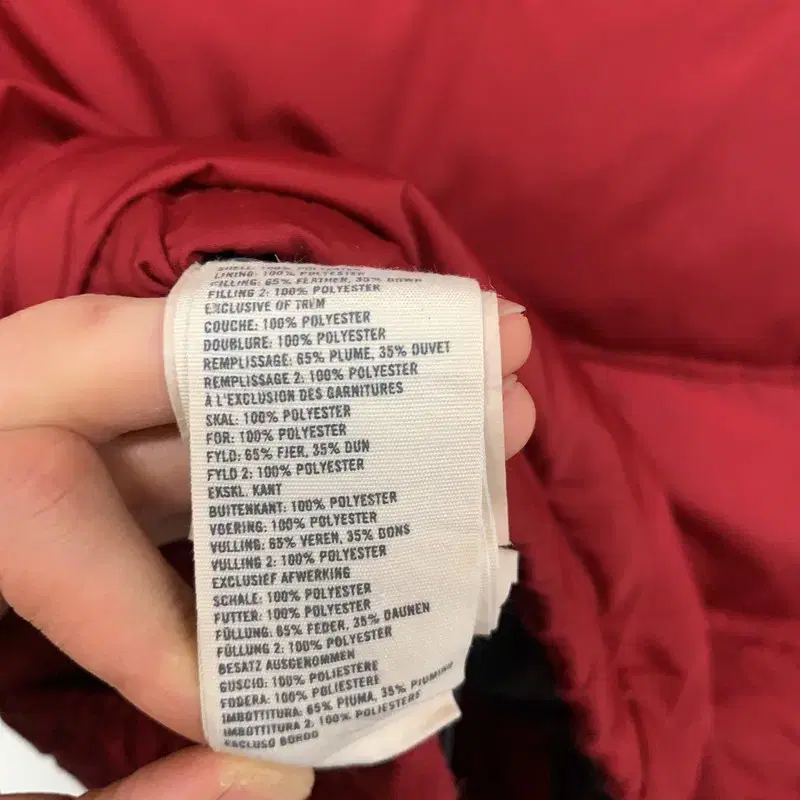 SHELL: 100% POLYESTER
LINING: 100% POLYESTER
FILLING: 65% FEATHER, 35% DOWN
FILLING 2: 100% POLYESTER
EXCLUSIVE OF TRIM
COUCHE: 100% POLYESTER
DOUBLURE: 100% POLYESTER
REMPLISSAGE: 65% PLUME, 35% DUVET
REMPLISSAGE 2: 100% POLYESTER
À L'EXCLUSION DES GARNITURES
SKAL: 100% POLYESTER
FOR: 100% POLYESTER
FYLD: 65% FJER, 35% DUN
FYLD 2: 100% POLYESTER
EKSKL. KANT
BUITENKANT: 100% POLYESTER
VOERING: 100% POLYESTER
VULLING: 65% VEREN, 35% DONS
VULLING 2: 100% POLYESTER
EXCLUSIEF AFWERKING
SCHALE: 100% POLYESTER
FUTTER: 100% POLYESTER
FÜLLUNG: 65% FEDER, 35% DAUNEN
FÜLLUNG 2: 100% POLYESTER
BESATZ AUSGENOMMEN
GUSCIO: 100% POLIESTERE
FODERA: 100% POLIESTERE
IMBOTTITURA: 65% PIUMA, 35% PIUMINO
IMBOTTITURA 2: 100% POLIESTERE
ESCLUSO BORDO